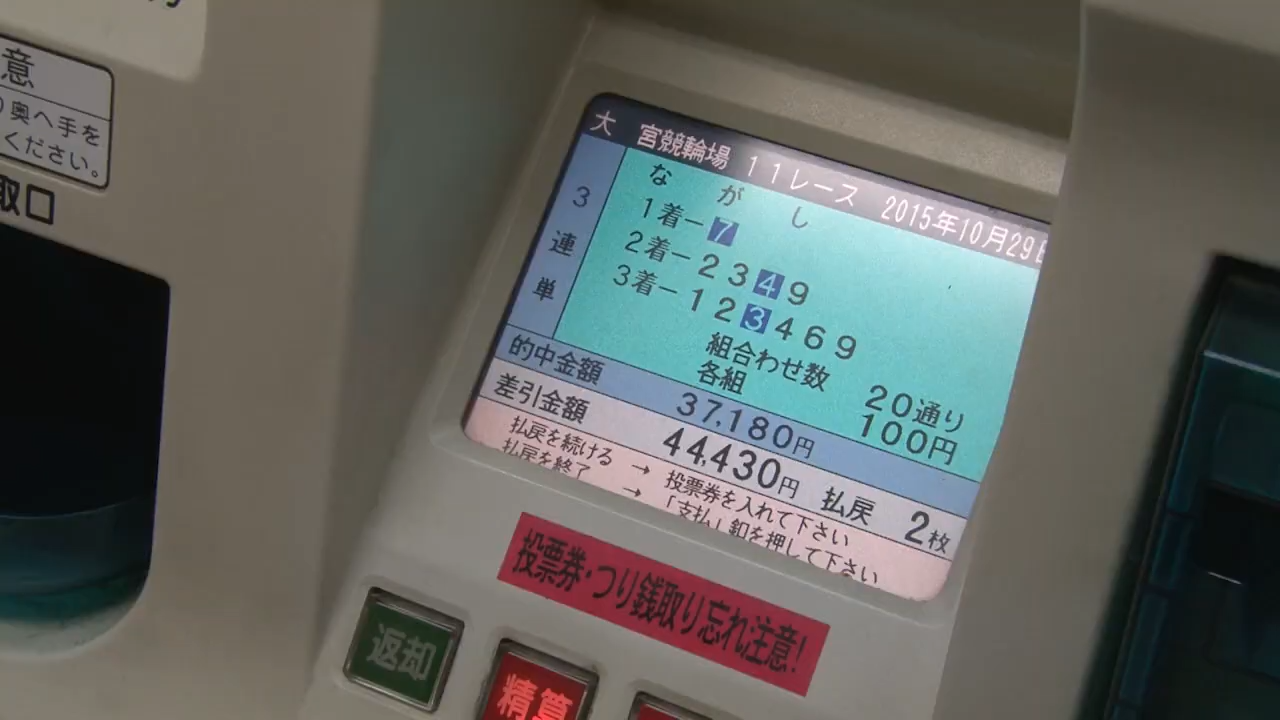 意
奥へ手を
ください。
取口
大 宮競輪場 11レース 2015年10月29日
3連単
ながし
1着－7
2着－2349
3着－123469
組合わせ数 20通り
各組 100円
的中金額 37,180円
差引金額 44,430円 払戻 2枚
払戻を続ける → 投票券を入れて下さい
払戻を終了 → 「支払」釦を押して下さい
投票券・つり銭取り忘れ注意!
返却
精算